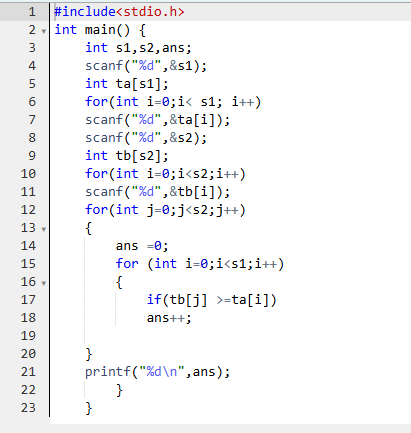 1 #include<stdio.h>
2 int main() {
3     int s1,s2,ans;
4     scanf("%d",&s1);
5     int ta[s1];
6     for(int i=0;i< s1; i++)
7     scanf("%d",&ta[i]);
8     scanf("%d",&s2);
9     int tb[s2];
10     for(int i=0;i<s2;i++)
11     scanf("%d",&tb[i]);
12     for(int j=0;j<s2;j++)
13     {
14         ans =0;
15         for (int i=0;i<s1;i++)
16         {
17             if(tb[j] >=ta[i])
18             ans++;
19
20     }
21     printf("%d\n",ans);
22         }
23     }